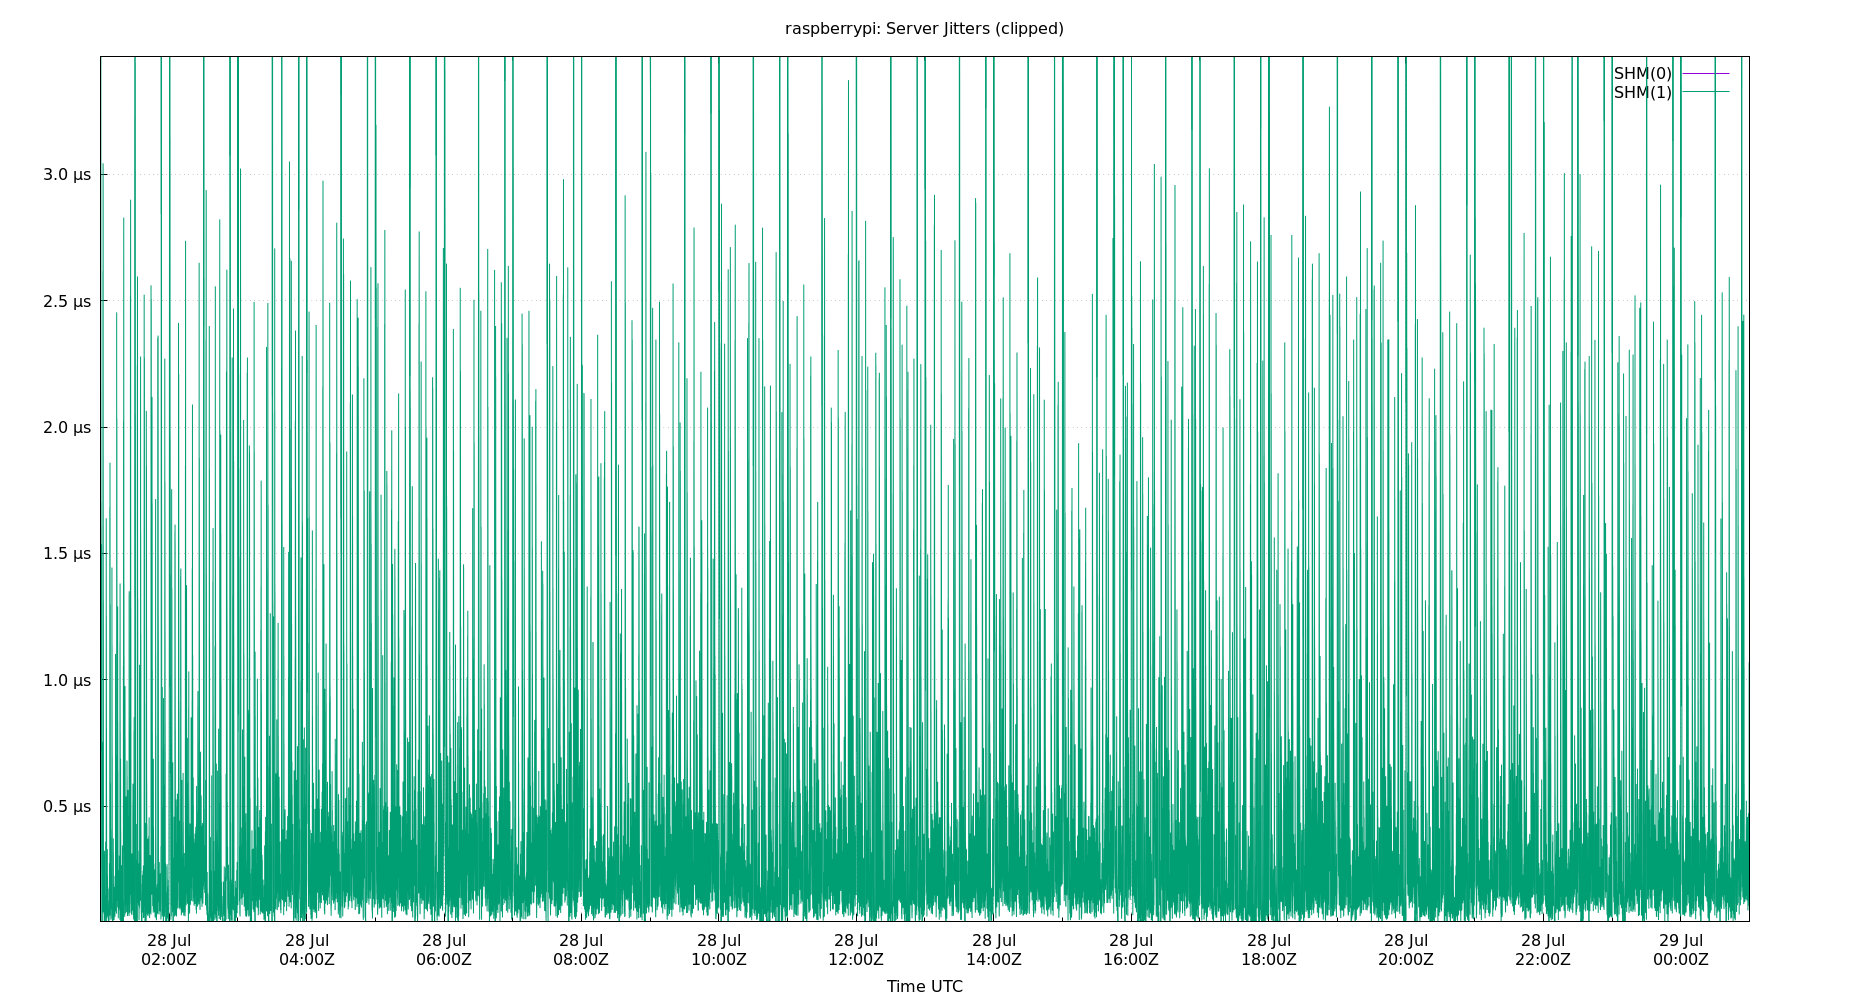 raspberrypi: Server Jitters (clipped)
SHM(0)
SHM(1)
3.0 µs
2.5 µs
2.0 µs
1.5 µs
1.0 µs
0.5 µs
28 Jul 28 Jul 28 Jul 28 Jul 28 Jul 28 Jul 28 Jul 28 Jul 28 Jul 28 Jul 28 Jul 29 Jul
02:00Z 04:00Z 06:00Z 08:00Z 10:00Z 12:00Z 14:00Z 16:00Z 18:00Z 20:00Z 22:00Z 00:00Z
Time UTC